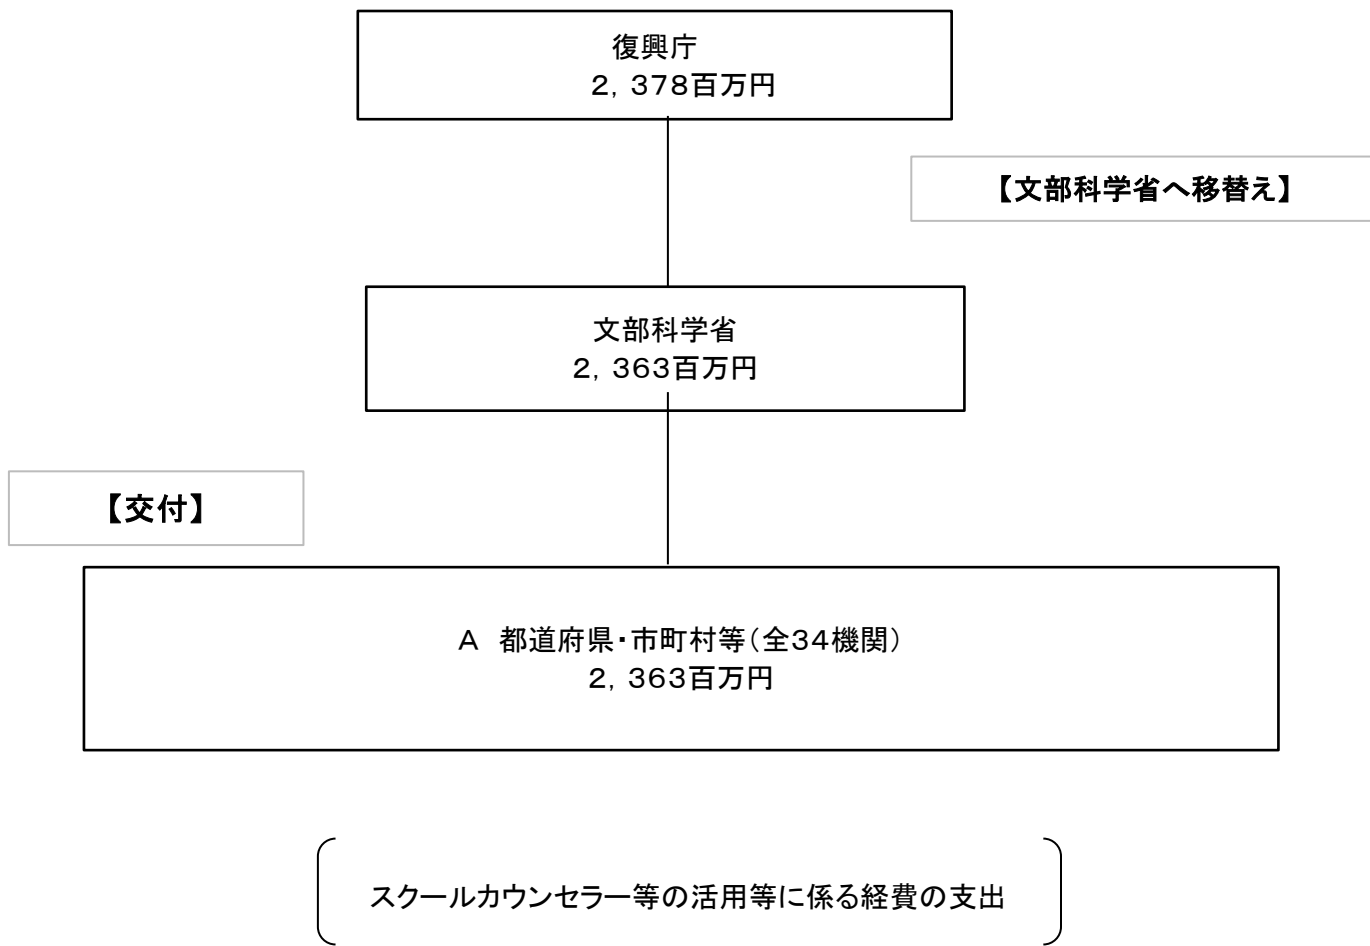 復興庁
２，３７８百万円
【文部科学省へ移替え】
文部科学省
２，３６３百万円
【交付】
Ａ　都道府県・市町村等（全３４機関）
２，３６３百万円
スクールカウンセラー等の活用等に係る経費の支出